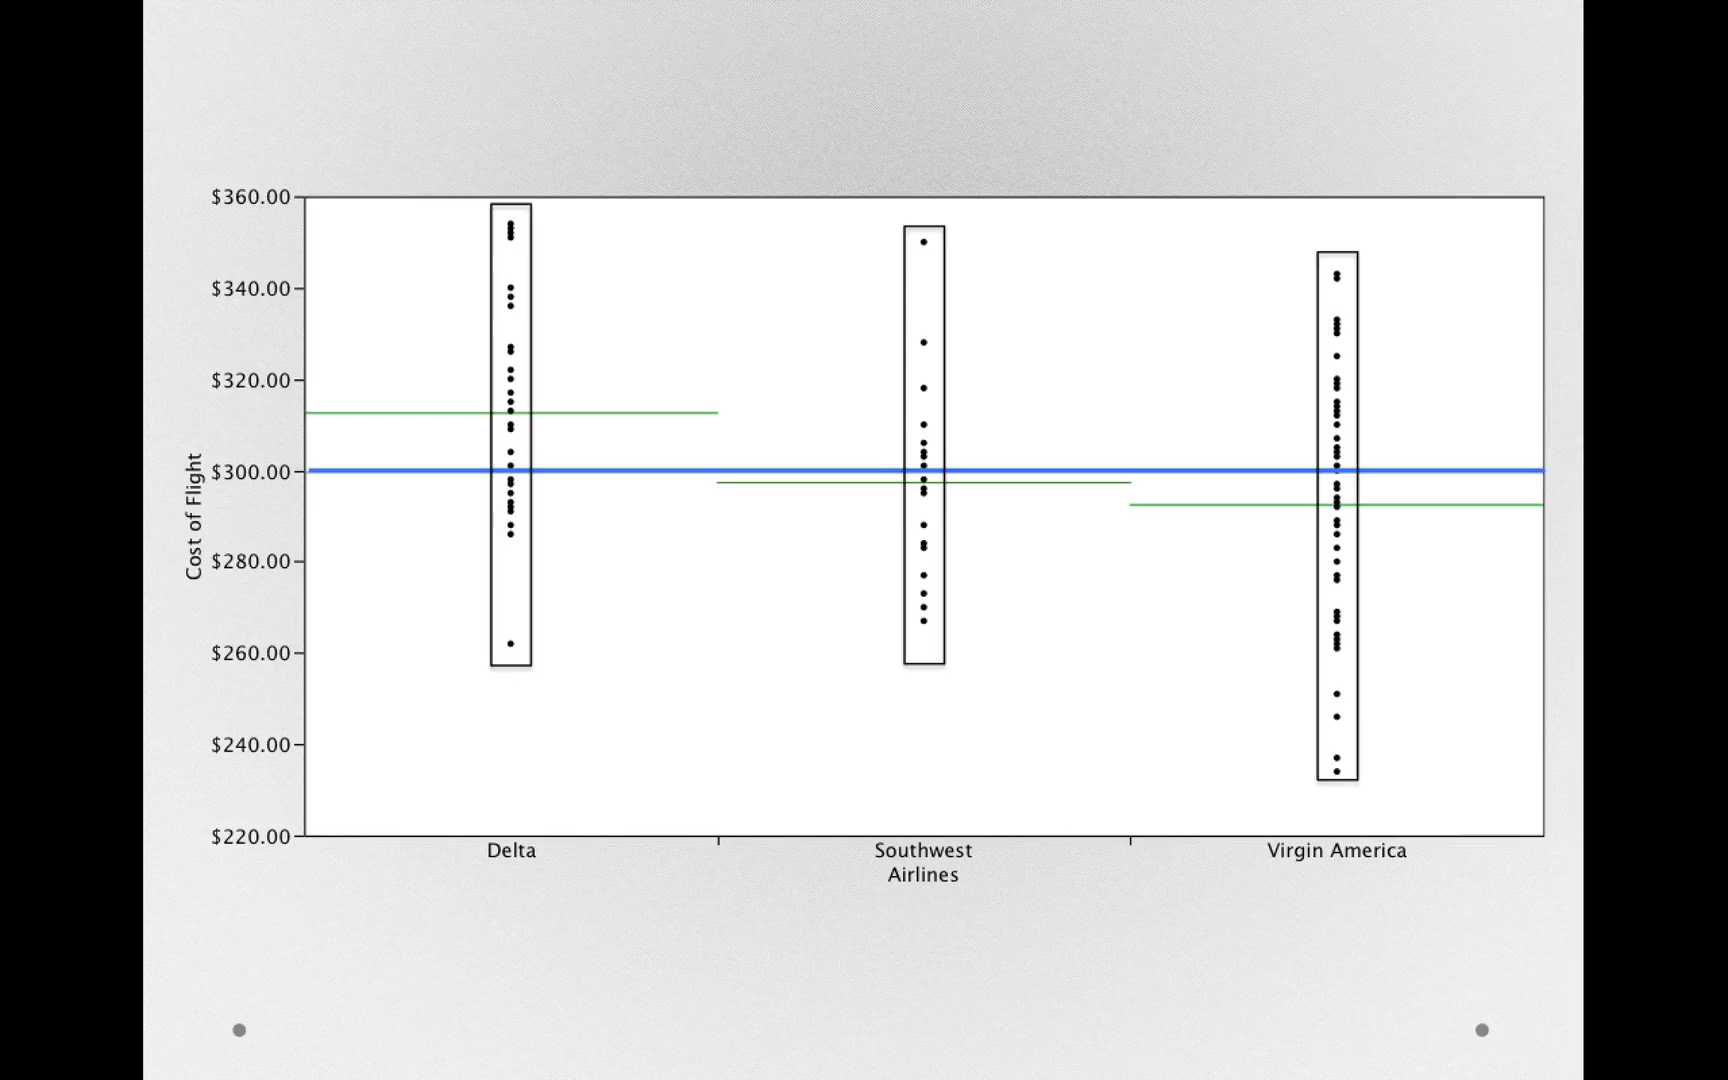 $360.00
$340.00
$320.00
$300.00
$280.00
$260.00
$240.00
$220.00
Cost of Flight
Delta
Southwest
Virgin America
Airlines